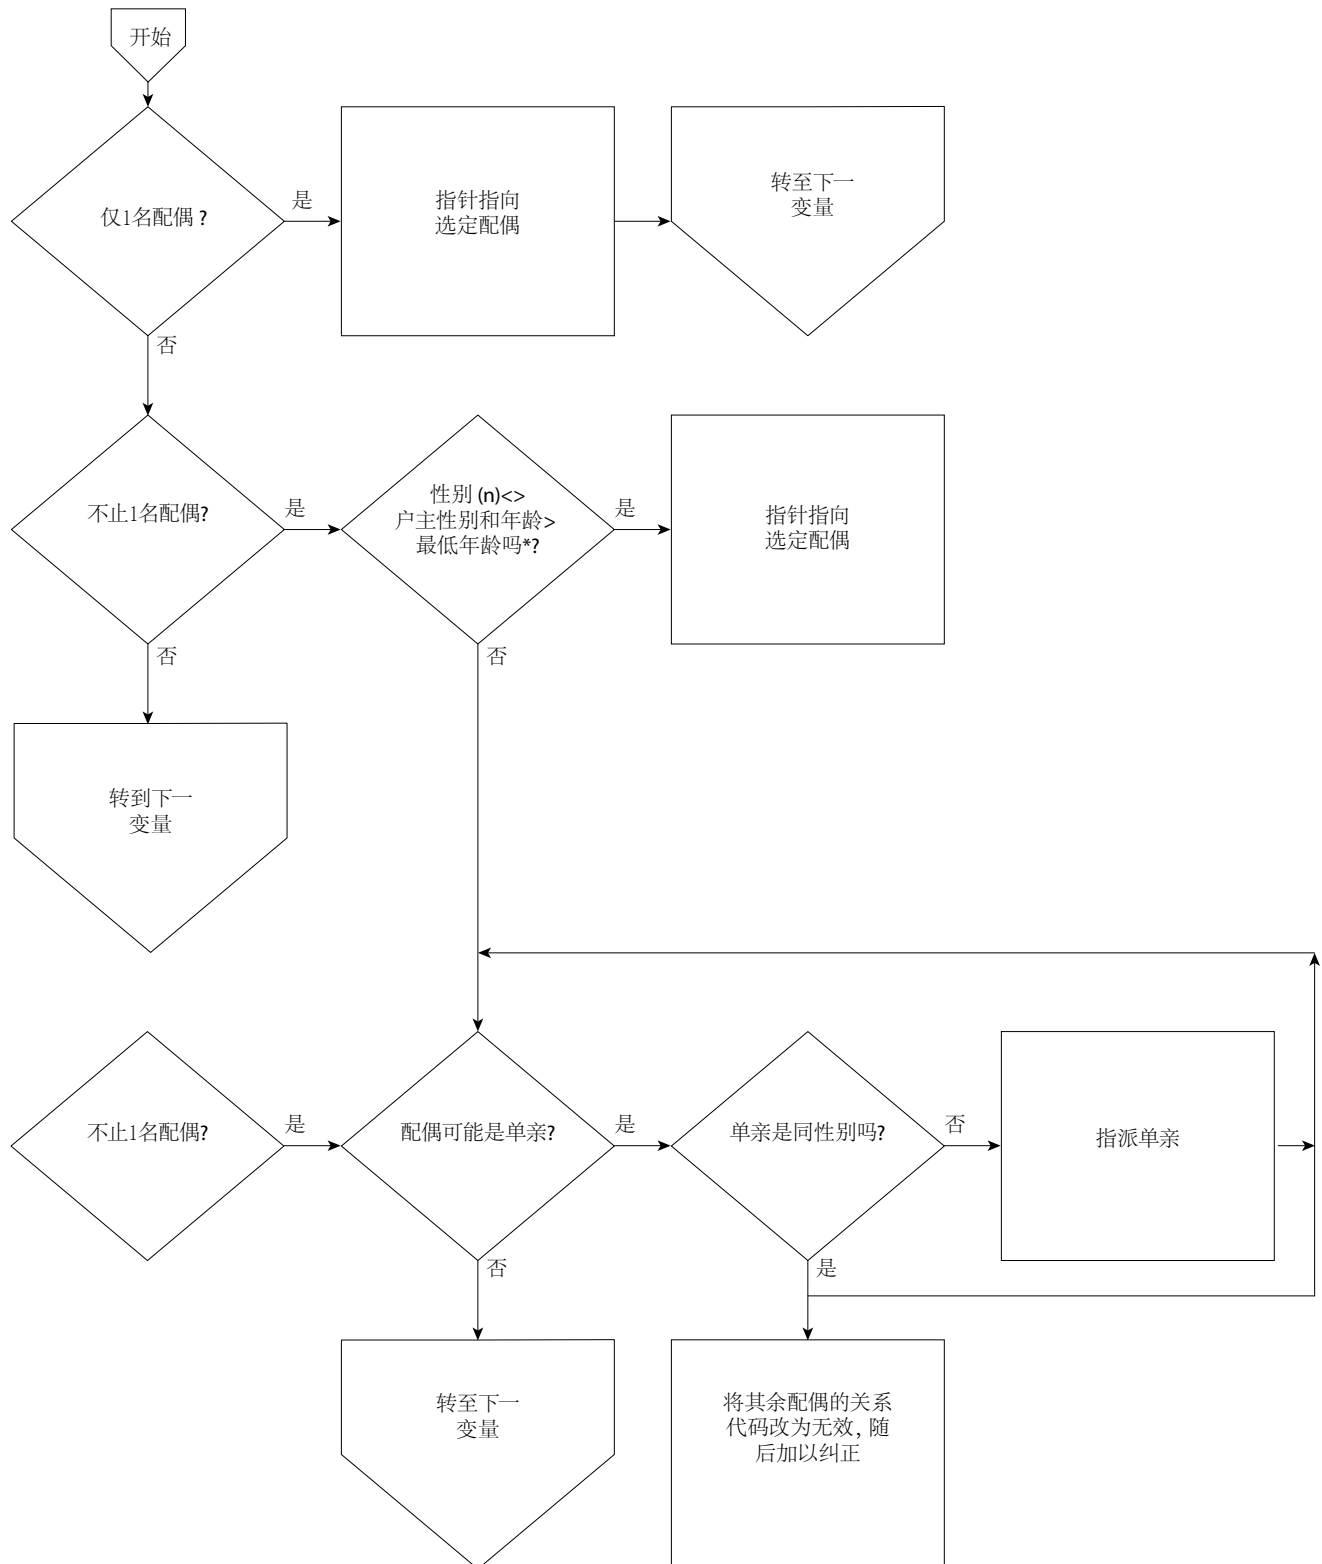 开始
仅1名配偶 ?
是
指针指向
选定配偶
转至下一
变量
否
不止1名配偶?
是
性别 (n)<>
户主性别和年龄>
最低年龄吗*?
是
指针指向
选定配偶
否
否
转到下一
变量
不止1名配偶?
是
配偶可能是单亲?
是
单亲是同性别吗?
否
指派单亲
否
是
转至下一
变量
将其余配偶的关系
代码改为无效, 随
后加以纠正